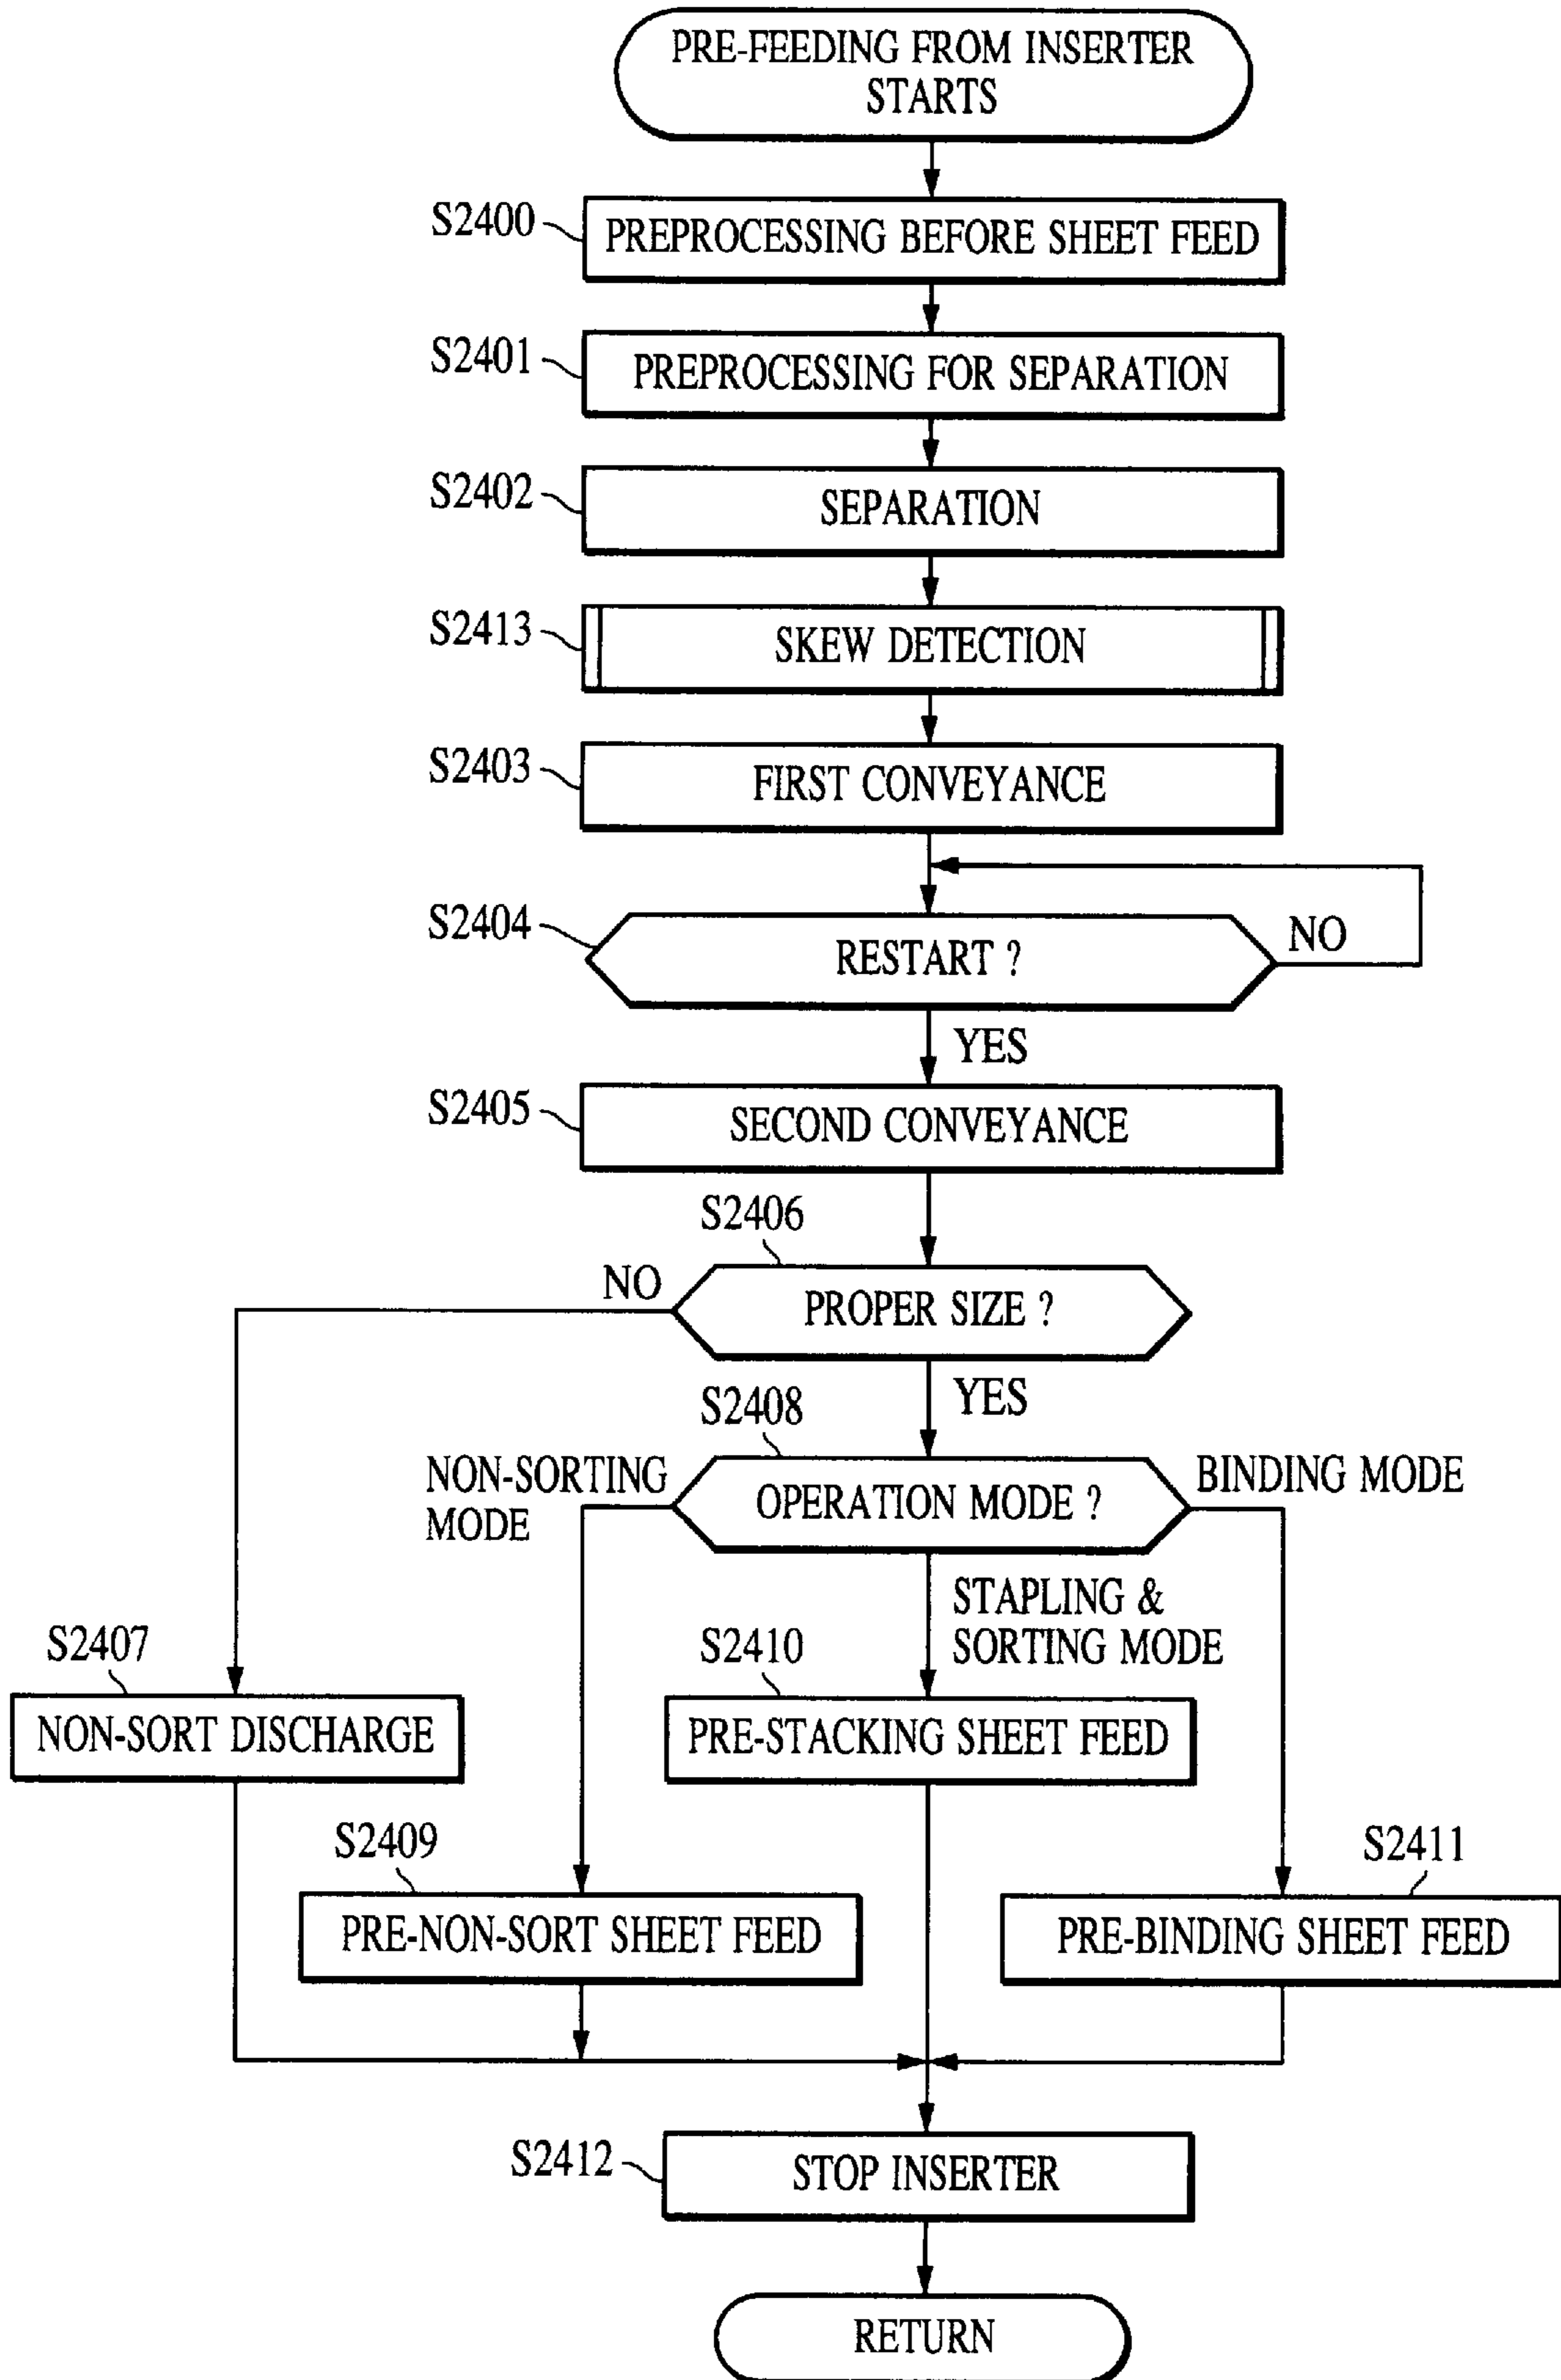 PRE-FEEDING FROM INSERTER
STARTS
S2400
PREPROCESSING BEFORE SHEET FEED
S2401
PREPROCESSING FOR SEPARATION
S2402
SEPARATION
S2413
SKEW DETECTION
S2403
FIRST CONVEYANCE
S2404
RESTART ?
NO
YES
S2405
SECOND CONVEYANCE
S2406
NO
PROPER SIZE ?
YES
S2408
NON-SORTING
MODE
OPERATION MODE ?
BINDING MODE
STAPLING &
SORTING MODE
S2407
NON-SORT DISCHARGE
S2410
PRE-STACKING SHEET FEED
S2409
PRE-NON-SORT SHEET FEED
S2411
PRE-BINDING SHEET FEED
S2412
STOP INSERTER
RETURN